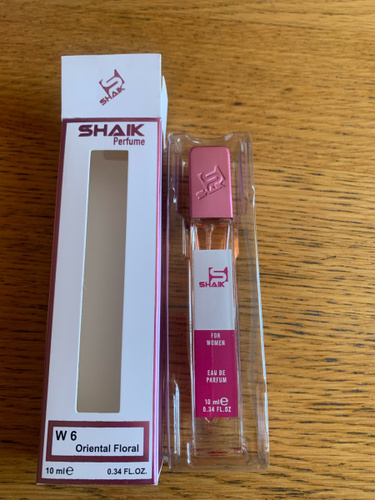 SHAIK
SHAIK
Perfume
W 6
Oriental Floral
10 ml℮
0.34 FL.OZ.
S
SHAIK
FOR
WOMEN
EAU DE
PARFUM
10 ml℮
0.34 FL.OZ